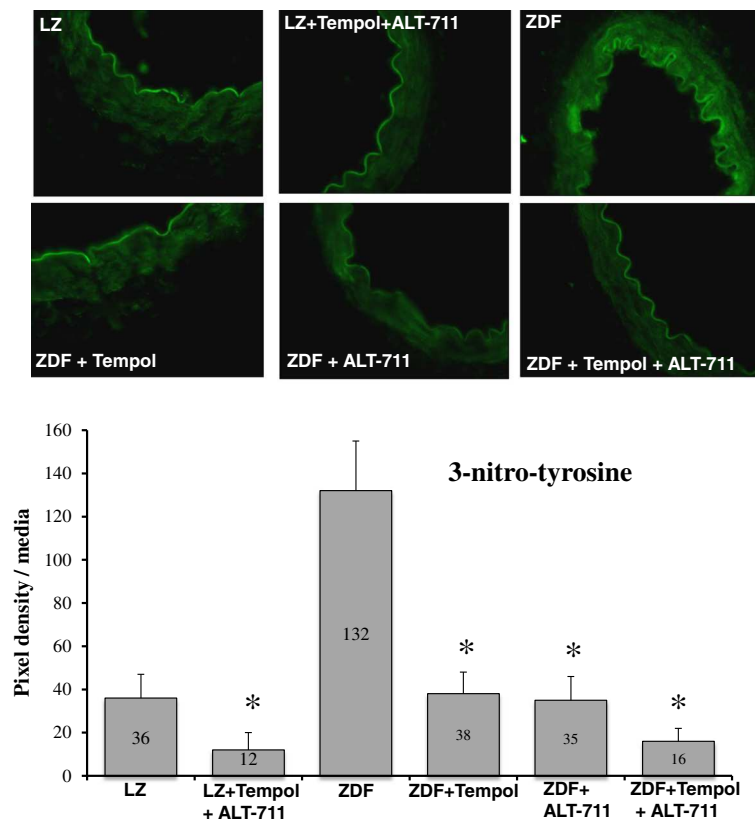 LZ
LZ+Tempol+ALT-711
ZDF
ZDF + Tempol
ZDF + ALT-711
ZDF + Tempol + ALT-711
3-nitro-tyrosine
Pixel density / media
160
140
120
100
80
60
40
20
0
36
12
132
38
35
16
*
*
*
*
LZ
LZ+Tempol
+ ALT-711
ZDF
ZDF+Tempol
ZDF+
ALT-711
ZDF+Tempol
+ ALT-711